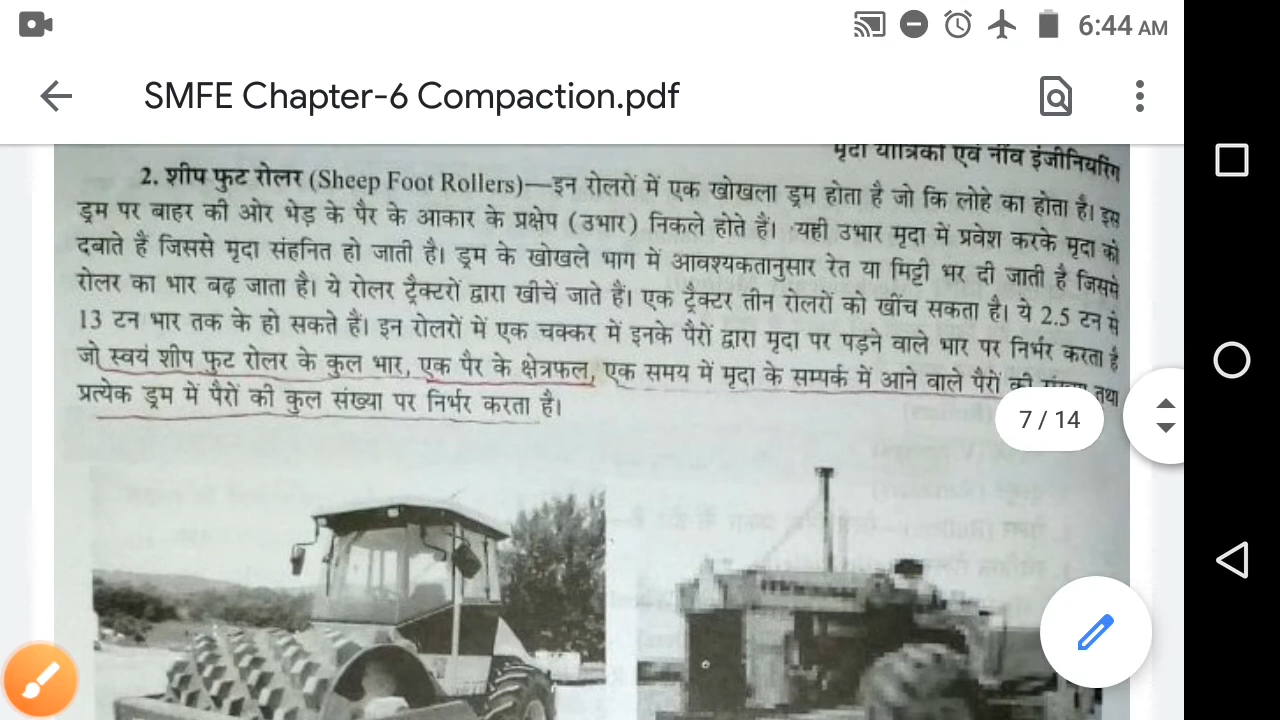 6:44 AM
SMFE Chapter-6 Compaction.pdf
मृदा यांत्रिकी एवं नींव इंजीनियरिंग
2. शीप फुट रोलर (Sheep Foot Rollers)—इन रोलरों में एक खोखला ड्रम होता है जो कि लोहे का होता है। इस
ड्रम पर बाहर की ओर भेड़ के पैर के आकार के प्रक्षेप (उभार) निकले होते हैं। यही उभार मृदा में प्रवेश करके मृदा को
दबाते हैं जिससे मृदा संहनित हो जाती है। ड्रम के खोखले भाग में आवश्यकतानुसार रेत या मिट्टी भर दी जाती है जिससे
रोलर का भार बढ़ जाता है। ये रोलर ट्रैक्टरों द्वारा खीचें जाते हैं। एक ट्रैक्टर तीन रोलरों को खींच सकता है। ये 2.5 टन से
13 टन भार तक के हो सकते हैं। इन रोलरों में एक चक्कर में इनके पैरों द्वारा मृदा पर पड़ने वाले भार पर निर्भर करता है
जो स्वयं शीप फुट रोलर के कुल भार, एक पैर के क्षेत्रफल, एक समय में मृदा के सम्पर्क में आने वाले पैरों की तथा
प्रत्येक ड्रम में पैरों की कुल संख्या पर निर्भर करता है।
7 / 14